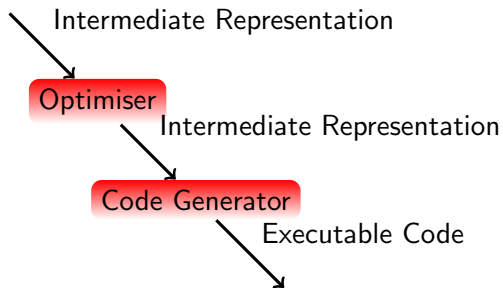 Intermediate Representation
Optimiser
Intermediate Representation
Code Generator
Executable Code